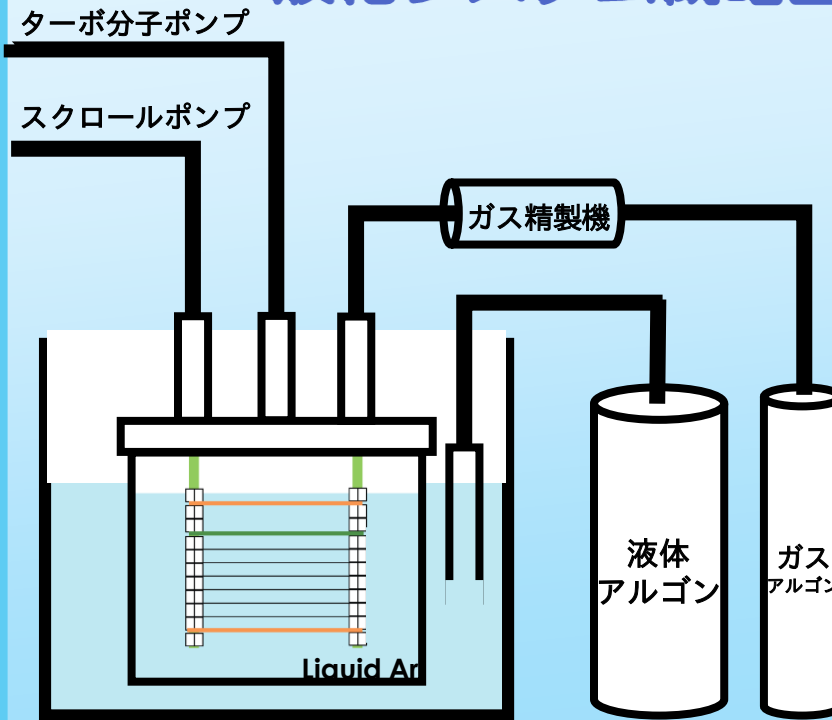 ターボ分子ポンプ
スクロールポンプ
ガス精製機
液体
アルゴン
ガス
アルゴン
Liquid Ar